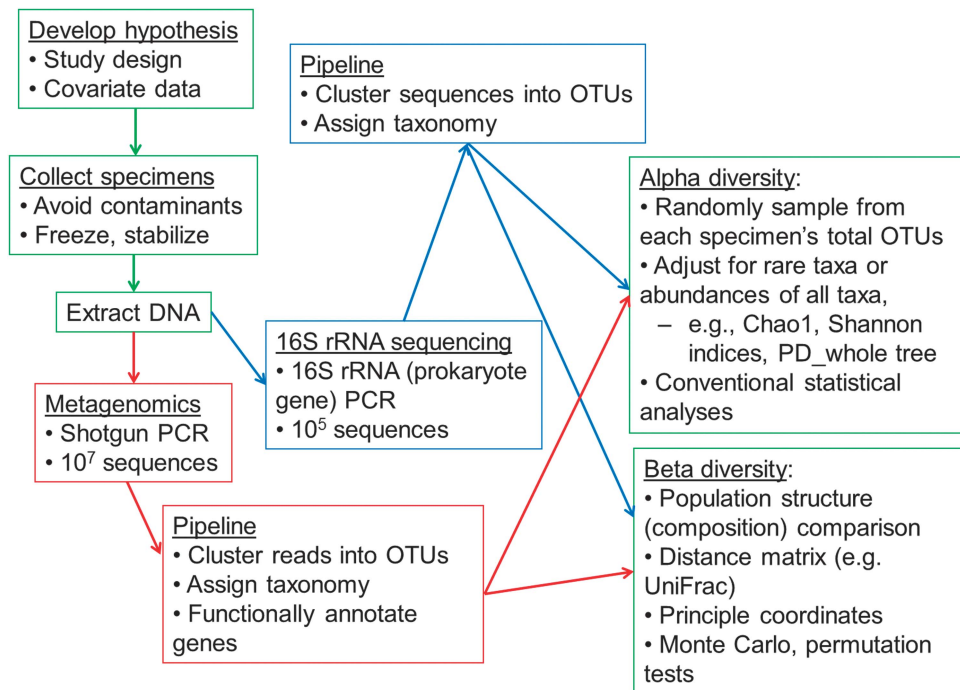 Develop hypothesis
• Study design
• Covariate data
Collect specimens
• Avoid contaminants
• Freeze, stabilize
Extract DNA
Metagenomics
• Shotgun PCR
• 10⁷ sequences
Pipeline
• Cluster reads into OTUs
• Assign taxonomy
• Functionally annotate
genes
16S rRNA sequencing
• 16S rRNA (prokaryote
gene) PCR
• 10⁵ sequences
Pipeline
• Cluster sequences into OTUs
• Assign taxonomy
Alpha diversity:
• Randomly sample from
each specimen's total OTUs
• Adjust for rare taxa or
abundances of all taxa,
– e.g., Chao1, Shannon
indices, PD_whole tree
• Conventional statistical
analyses
Beta diversity:
• Population structure
(composition) comparison
• Distance matrix (e.g.
UniFrac)
• Principle coordinates
• Monte Carlo, permutation
tests